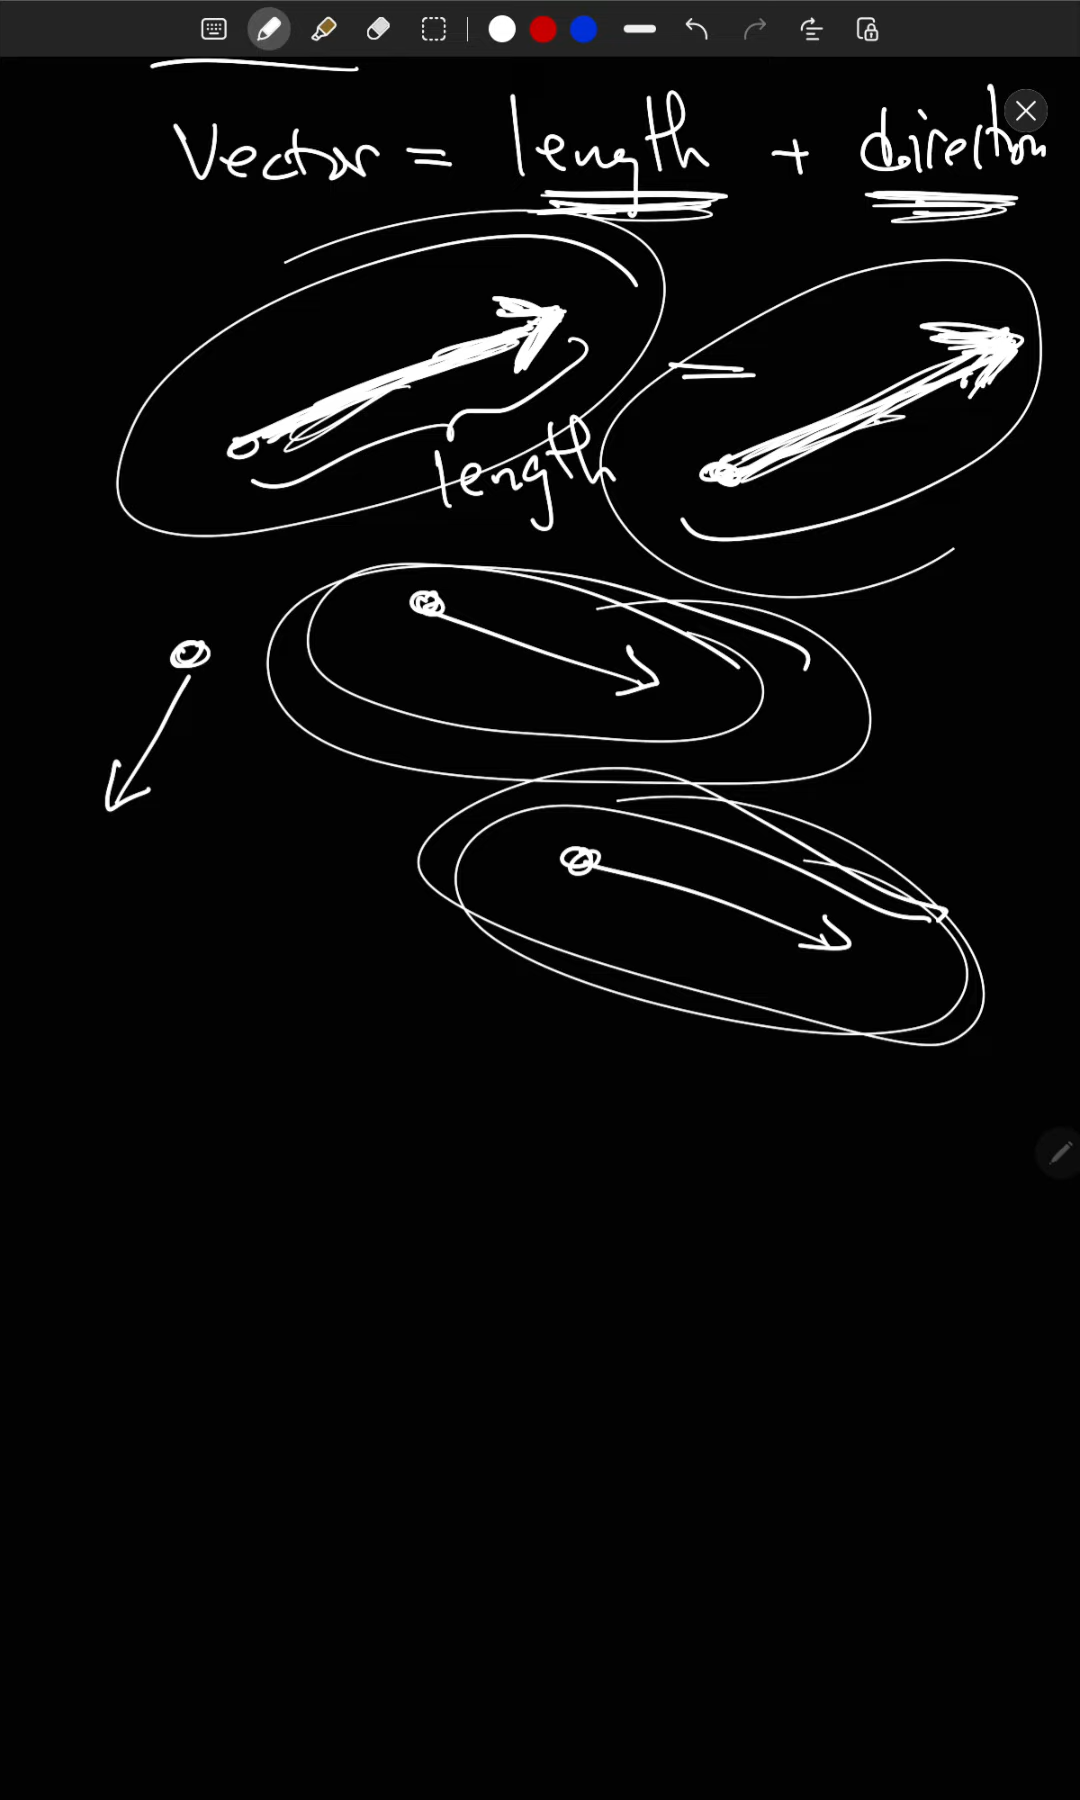 Vector = length + direction
=
length